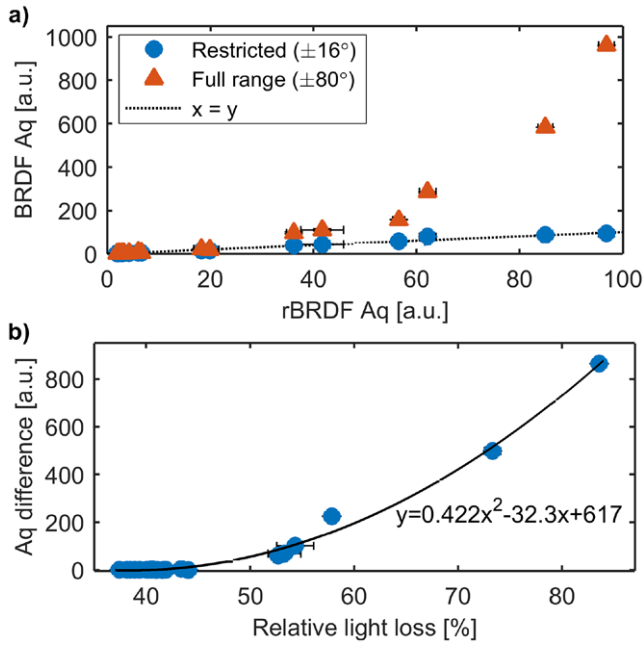 a)
BRDF Aq [a.u.]
1000
800
600
400
200
0
Restricted (±16°)
Full range (±80°)
x = y
0 20 40 60 80 100
rBRDF Aq [a.u.]
b)
Aq difference [a.u.]
800
600
400
200
0
y=0.422x²-32.3x+617
40 50 60 70 80
Relative light loss [%]